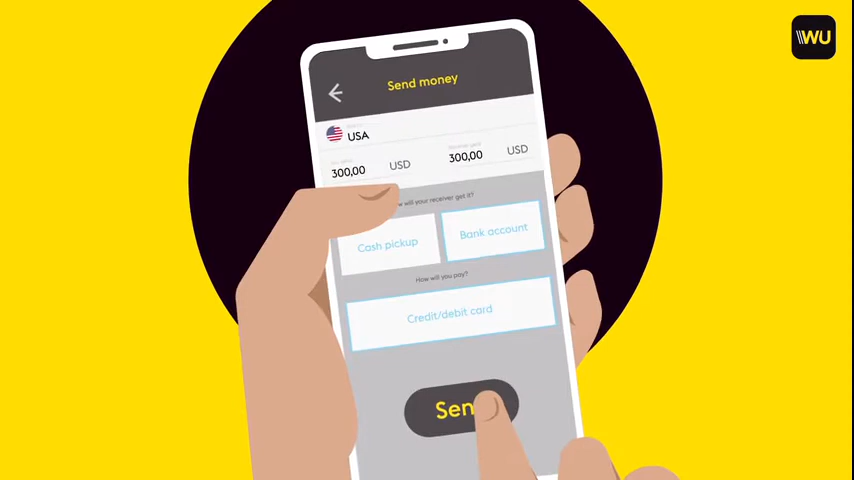 WU
Send money
USA
300,00 USD
300,00 USD
will your receiver get it?
Cash pickup
Bank account
How will you pay?
Credit/debit card
Sen